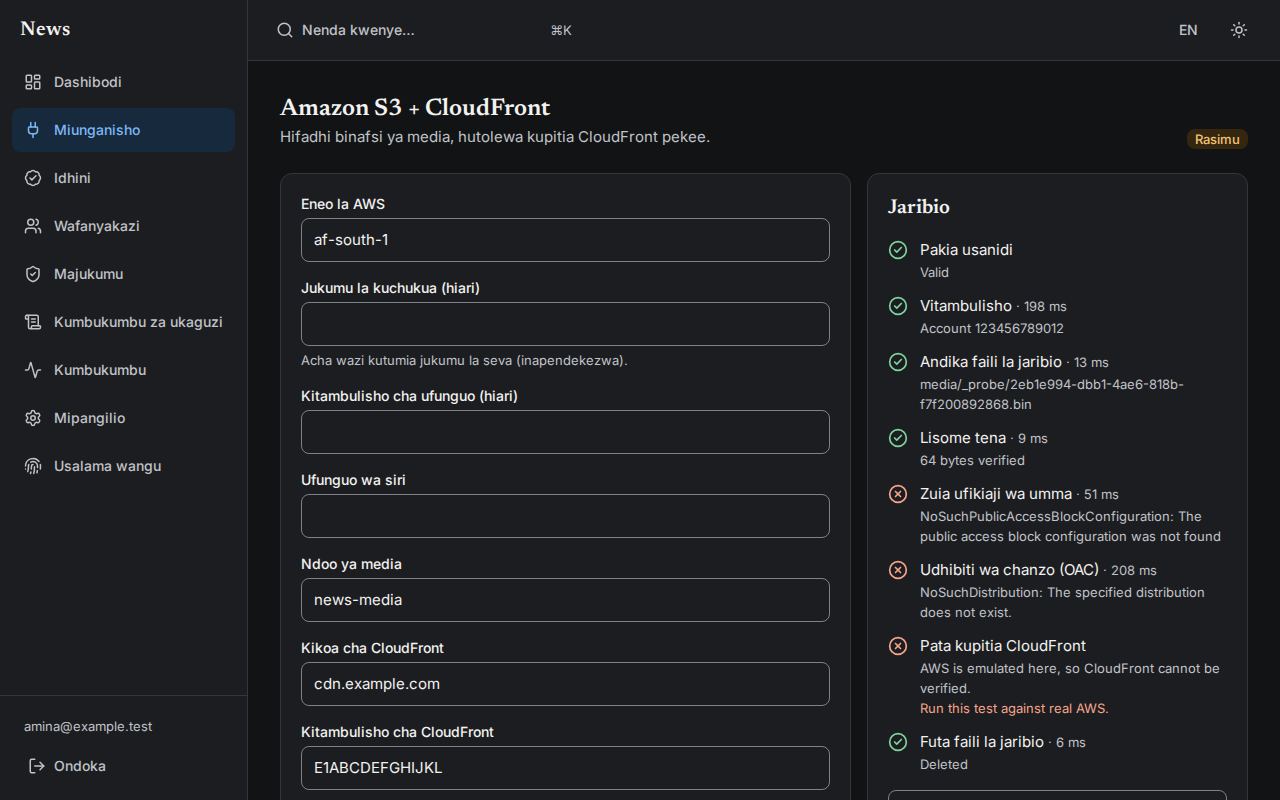 News
Dashibodi
Miunganisho
Idhini
Wafanyakazi
Majukumu
Kumbukumbu za ukaguzi
Kumbukumbu
Mipangilio
Usalama wangu
amina@example.test
Ondoka
Nenda kwenye… ⌘K
EN
Amazon S3 + CloudFront
Hifadhi binafsi ya media, hutolewa kupitia CloudFront pekee.
Rasimu
Eneo la AWS
af-south-1
Jukumu la kuchukua (hiari)
Acha wazi kutumia jukumu la seva (inapendekezwa).
Kitambulisho cha ufunguo (hiari)
Ufunguo wa siri
Ndoo ya media
news-media
Kikoa cha CloudFront
cdn.example.com
Kitambulisho cha CloudFront
E1ABCDEFGHIJKL
Jaribio
Pakia usanidi
Valid
Vitambulisho · 198 ms
Account 123456789012
Andika faili la jaribio · 13 ms
media/_probe/2eb1e994-dbb1-4ae6-818b-
f7f200892868.bin
Lisome tena · 9 ms
64 bytes verified
Zuia ufikiaji wa umma · 51 ms
NoSuchPublicAccessBlockConfiguration: The
public access block configuration was not found
Udhibiti wa chanzo (OAC) · 208 ms
NoSuchDistribution: The specified distribution
does not exist.
Pata kupitia CloudFront
AWS is emulated here, so CloudFront cannot be
verified.
Run this test against real AWS.
Futa faili la jaribio · 6 ms
Deleted